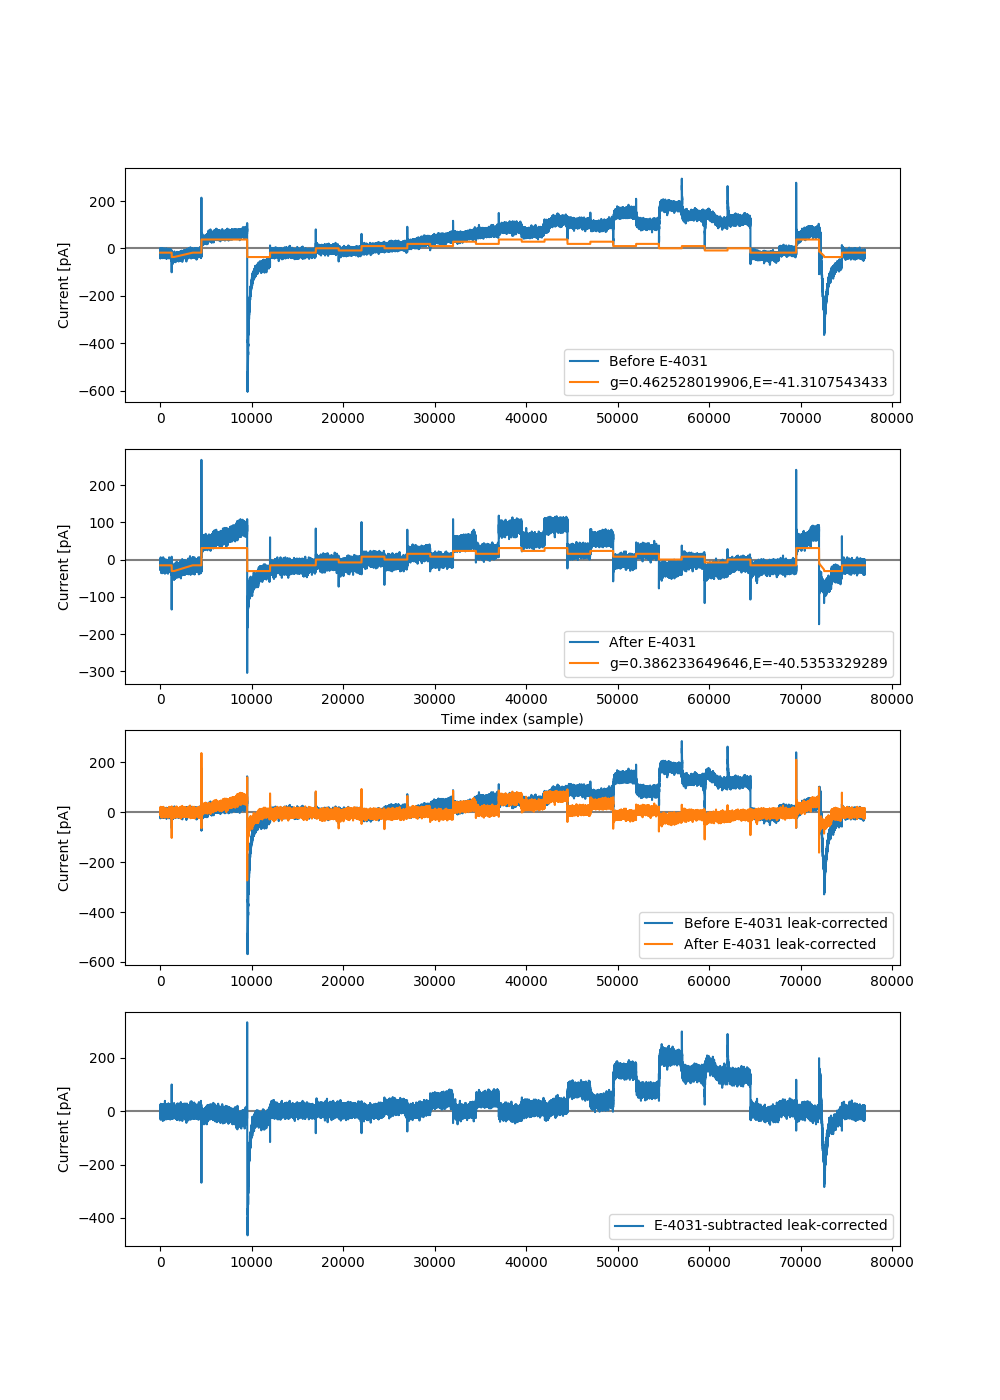 200
0
−200
−400
−600
Current [pA]
Before E-4031
g=0.462528019906,E=-41.3107543433
0 10000 20000 30000 40000 50000 60000 70000 80000
200
100
0
−100
−200
−300
Current [pA]
After E-4031
g=0.386233649646,E=-40.5353329289
0 10000 20000 30000 40000 50000 60000 70000 80000
Time index (sample)
200
0
−200
−400
−600
Current [pA]
Before E-4031 leak-corrected
After E-4031 leak-corrected
0 10000 20000 30000 40000 50000 60000 70000 80000
200
0
−200
−400
Current [pA]
E-4031-subtracted leak-corrected
0 10000 20000 30000 40000 50000 60000 70000 80000